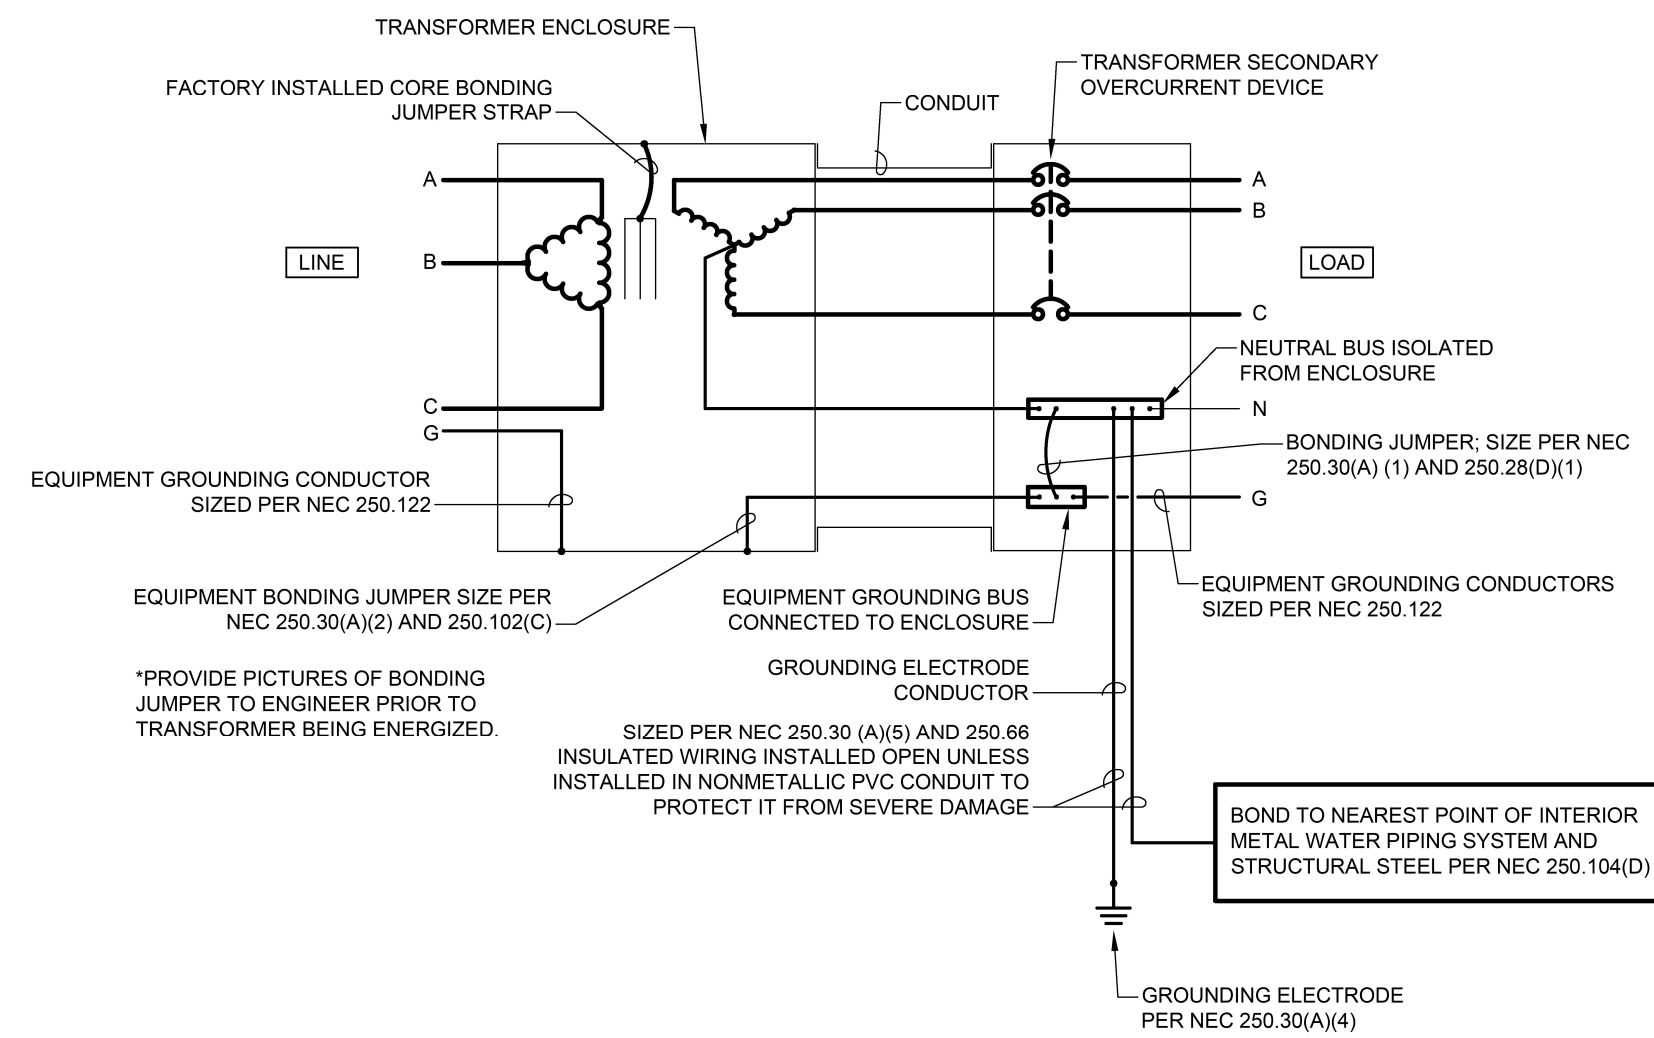 TRANSFORMER ENCLOSURE
TRANSFORMER SECONDARY
OVERCURRENT DEVICE
FACTORY INSTALLED CORE BONDING
JUMPER STRAP
CONDUIT
A
B
C
G
LINE
A
B
LOAD
C
NEUTRAL BUS ISOLATED
FROM ENCLOSURE
N
BONDING JUMPER; SIZE PER NEC
250.30(A) (1) AND 250.28(D)(1)
G
EQUIPMENT GROUNDING CONDUCTOR
SIZED PER NEC 250.122
EQUIPMENT BONDING JUMPER SIZE PER
NEC 250.30(A)(2) AND 250.102(C)
EQUIPMENT GROUNDING BUS
CONNECTED TO ENCLOSURE
EQUIPMENT GROUNDING CONDUCTORS
SIZED PER NEC 250.122
*PROVIDE PICTURES OF BONDING
JUMPER TO ENGINEER PRIOR TO
TRANSFORMER BEING ENERGIZED.
GROUNDING ELECTRODE
CONDUCTOR
SIZED PER NEC 250.30 (A)(5) AND 250.66
INSULATED WIRING INSTALLED OPEN UNLESS
INSTALLED IN NONMETALLIC PVC CONDUIT TO
PROTECT IT FROM SEVERE DAMAGE
BOND TO NEAREST POINT OF INTERIOR
METAL WATER PIPING SYSTEM AND
STRUCTURAL STEEL PER NEC 250.104(D)
GROUNDING ELECTRODE
PER NEC 250.30(A)(4)